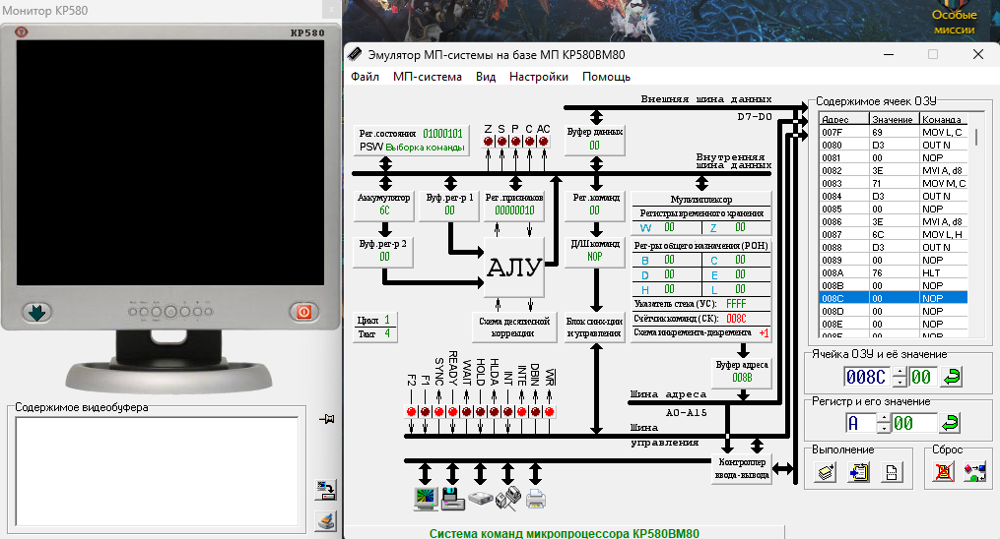 Монитор КР580
x
КР580
Содержимое видеобуфера
Особые
миссии
Эмулятор МП-системы на базе МП КР580ВМ80
Файл МП-система Вид Настройки Помощь
Внешняя шина данных
D7-D0
Рег.состояния 01000101
PSW Выборка команды
Z S P C AC
Буфер данных
00
Внутренняя
шина данных
Аккумулятор
6C
Буф.рег-р 1
00
Рег.признаков
00000010
Рег.команд
00
Мультиплексор
Регистры временного хранения
W 00 Z 00
Буф.рег-р 2
00
АЛУ
Д/Ш команд
NOP
Рег-ры общего назначения (РОН)
B 00 C 00
D 00 E 00
H 00 L 00
Указатель стека (УС): FFFF
Счётчик команд (СК): 008C
Схема инкремента-декремента +1
Цикл 1
Такт 4
Схема десятичной
коррекции
Блок синх-ции
и управления
Буфер адреса
008B
F2 F1 SYNC READY WAIT HOLD HLDA INT INTE DBIN WR
Шина адреса
A0-A15
Шина
управления
Контроллер
ввода-вывода
Система команд микропроцессора КР580ВМ80
Содержимое ячеек ОЗУ
Адрес Значение Команда
007F 69 MOV L, C
0080 D3 OUT N
0081 00 NOP
0082 3E MVI A, d8
0083 71 MOV M, C
0084 D3 OUT N
0085 00 NOP
0086 3E MVI A, d8
0087 6C MOV L, H
0088 D3 OUT N
0089 00 NOP
008A 76 HLT
008B 00 NOP
008C 00 NOP
008D 00 NOP
008E 00 NOP
008F 00 NOP
Ячейка ОЗУ и её значение
008C 00
Регистр и его значение
A 00
Выполнение
Сброс